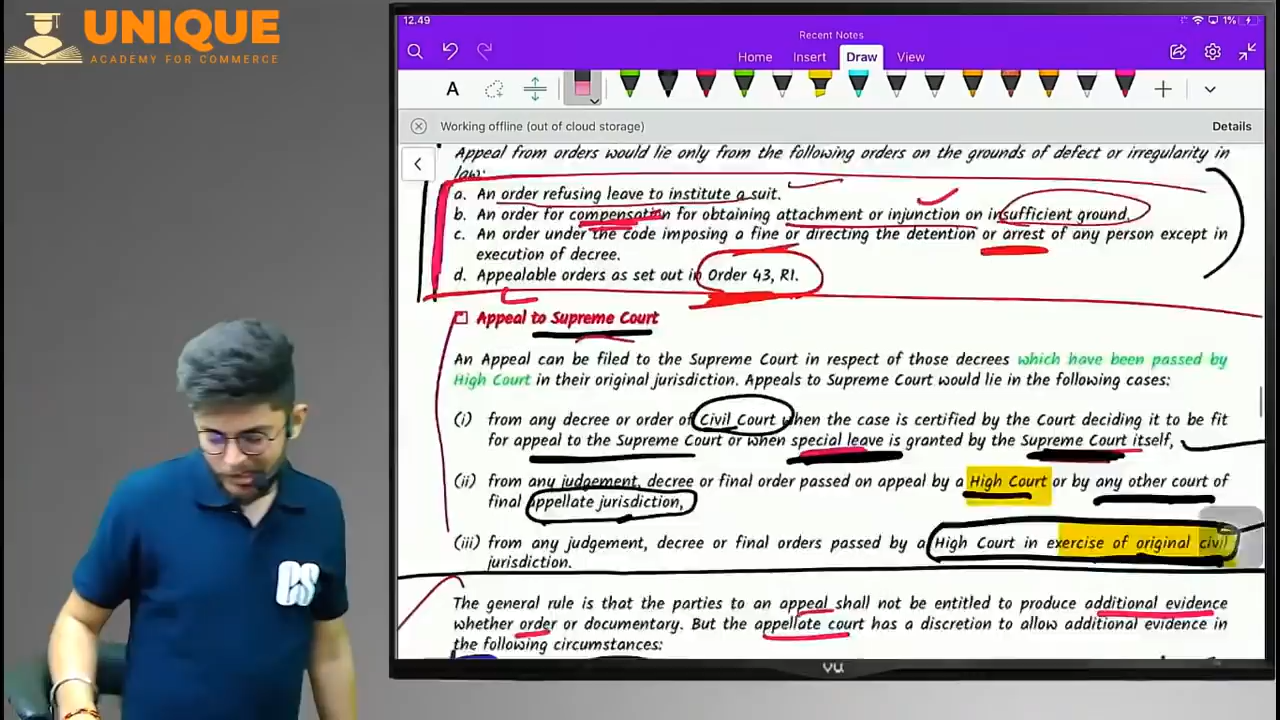 UNIQUE
ACADEMY FOR COMMERCE
12.49
1%
Recent Notes
Home Insert Draw View
A
Working offline (out of cloud storage)
Details
Appeal from orders would lie only from the following orders on the grounds of defect or irregularity in
law:
a. An order refusing leave to institute a suit.
b. An order for compensation for obtaining attachment or injunction on insufficient ground.
c. An order under the code imposing a fine or directing the detention or arrest of any person except in
execution of decree.
d. Appealable orders as set out in Order 43, R1.
Appeal to Supreme Court
An Appeal can be filed to the Supreme Court in respect of those decrees which have been passed by
High Court in their original jurisdiction. Appeals to Supreme Court would lie in the following cases:
(i) from any decree or order of Civil Court when the case is certified by the Court deciding it to be fit
for appeal to the Supreme Court or when special leave is granted by the Supreme Court itself,
(ii) from any judgement, decree or final order passed on appeal by a High Court or by any other court of
final appellate jurisdiction,
(iii) from any judgement, decree or final orders passed by a High Court in exercise of original civil
jurisdiction.
The general rule is that the parties to an appeal shall not be entitled to produce additional evidence
whether order or documentary. But the appellate court has a discretion to allow additional evidence in
the following circumstances:
CS
VU